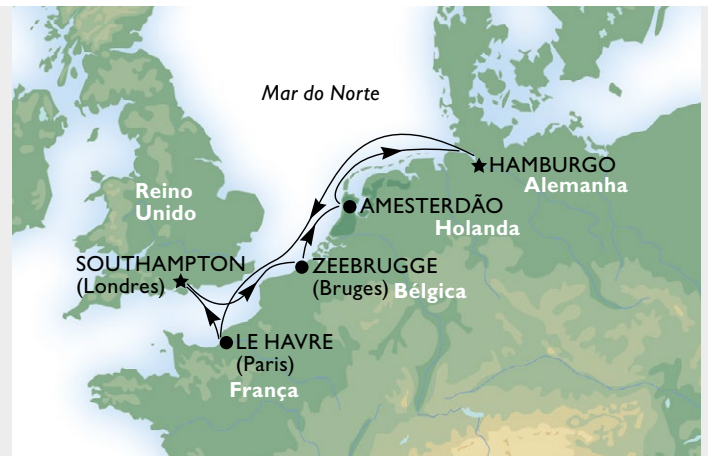 Mar do Norte
HAMBURGO
Alemanha
Reino
Unido
AMESTERDÃO
Holanda
SOUTHAMPTON
(Londres)
ZEEBRUGGE
(Bruges)
Bélgica
LE HAVRE
(Paris)
França